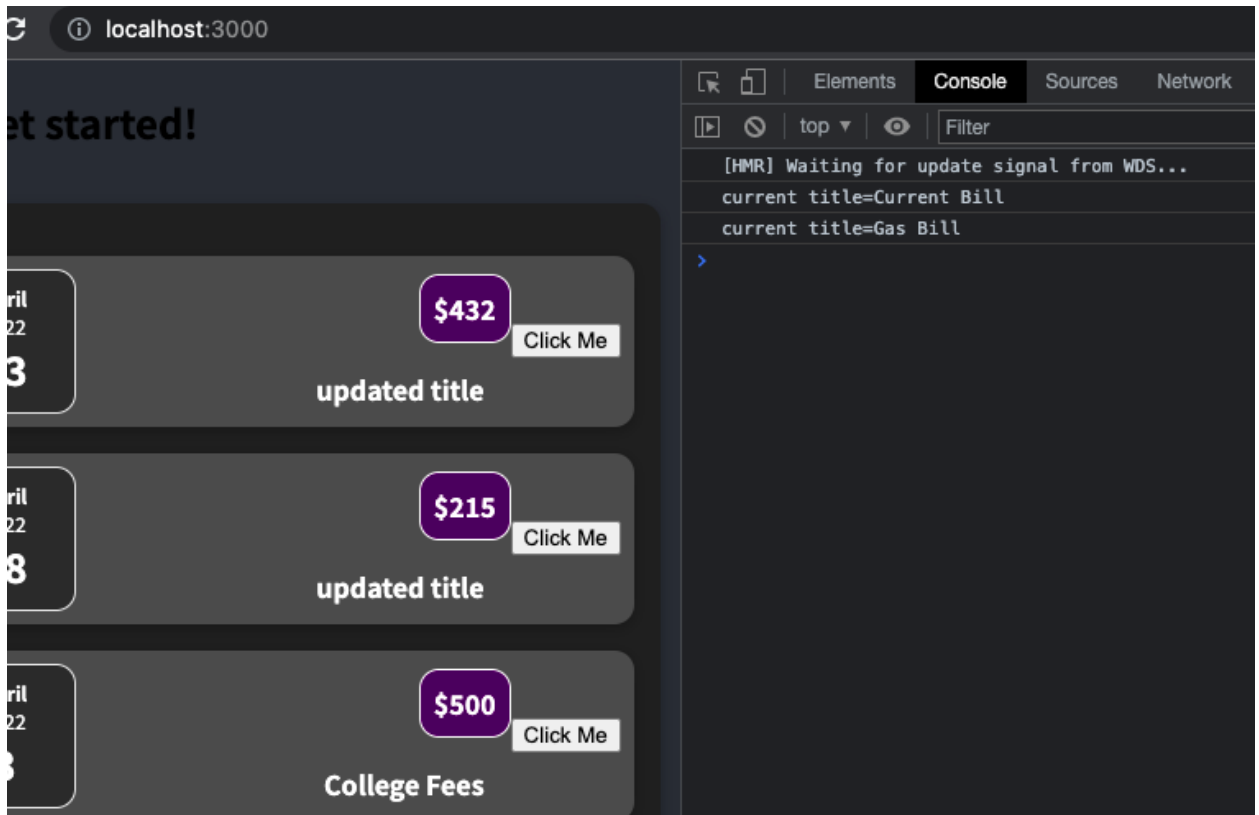 localhost:3000
Elements Console Sources Network
et started!
top Filter
[HMR] Waiting for update signal from WDS...
current title=Current Bill
current title=Gas Bill
ril
$432
22
Click Me
3
updated title
ril
$215
22
Click Me
8
updated title
ril
$500
22
Click Me
College Fees